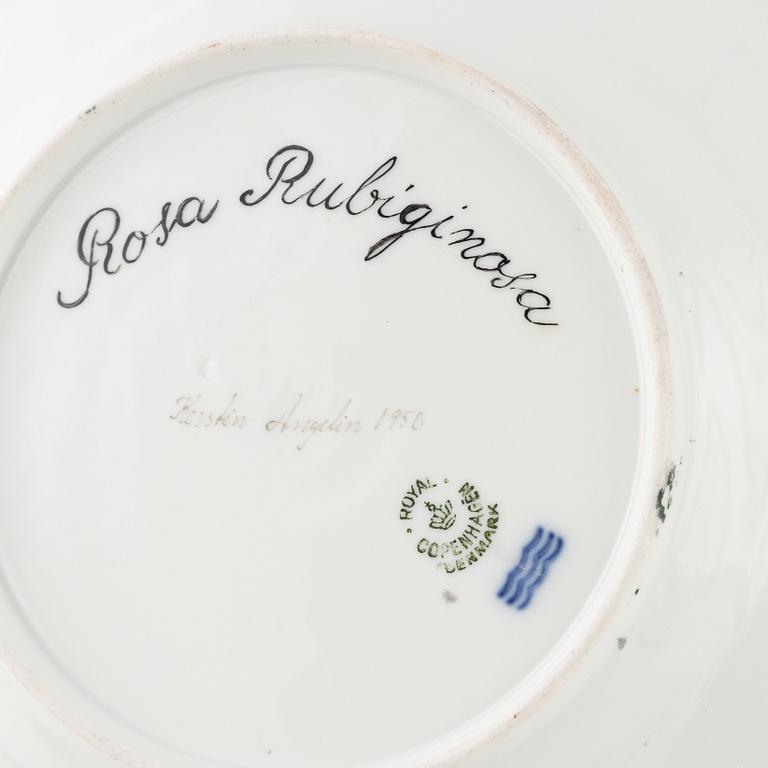 Rosa Rubiginosa
Kerstin Angelin 1950
ROYAL
COPENHAGEN
DENMARK